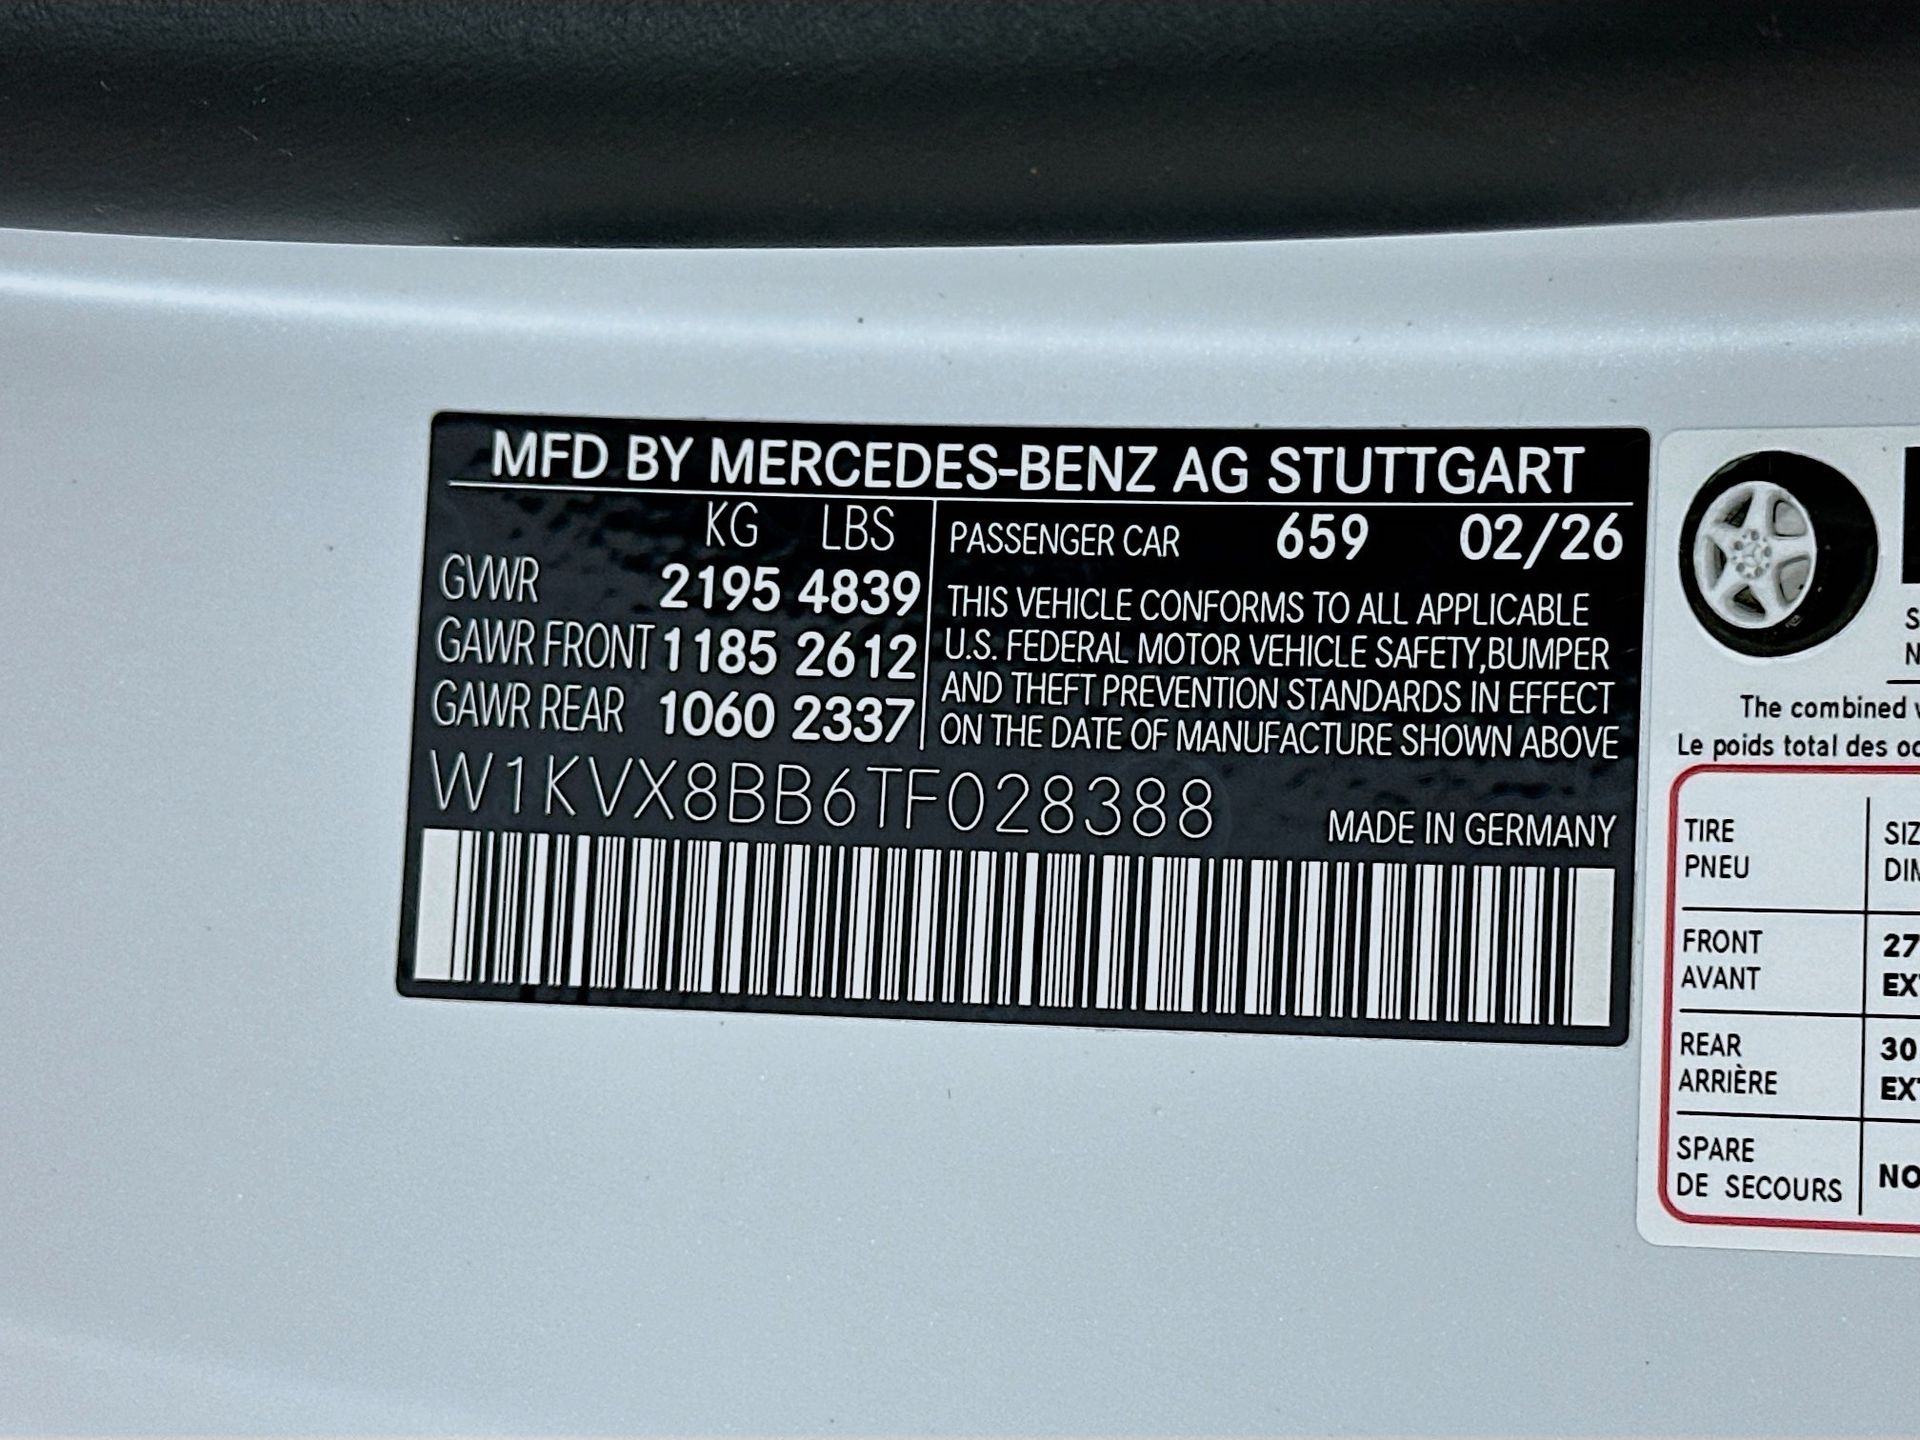 MFD BY MERCEDES-BENZ AG STUTTGART
KG LBS
GVWR 2195 4839
GAWR FRONT 1185 2612
GAWR REAR 1060 2337
PASSENGER CAR 659 02/26
THIS VEHICLE CONFORMS TO ALL APPLICABLE
U.S. FEDERAL MOTOR VEHICLE SAFETY,BUMPER
AND THEFT PREVENTION STANDARDS IN EFFECT
ON THE DATE OF MANUFACTURE SHOWN ABOVE
W1KVX8BB6TF028388
MADE IN GERMANY
The combined
Le poids total des
TIRE
PNEU
FRONT
AVANT
REAR
ARRIÈRE
SPARE
DE SECOURS